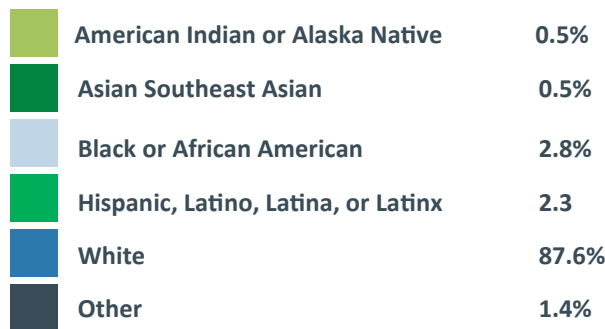 American Indian or Alaska Native 0.5%
Asian Southeast Asian 0.5%
Black or African American 2.8%
Hispanic, Latino, Latina, or Latinx 2.3
White 87.6%
Other 1.4%